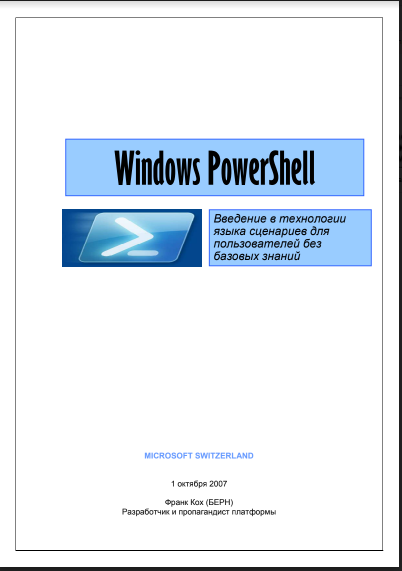 Windows PowerShell
Введение в технологии
языка сценариев для
пользователей без
базовых знаний
MICROSOFT SWITZERLAND
1 октября 2007
Франк Кох (БЕРН)
Разработчик и пропагандист платформы